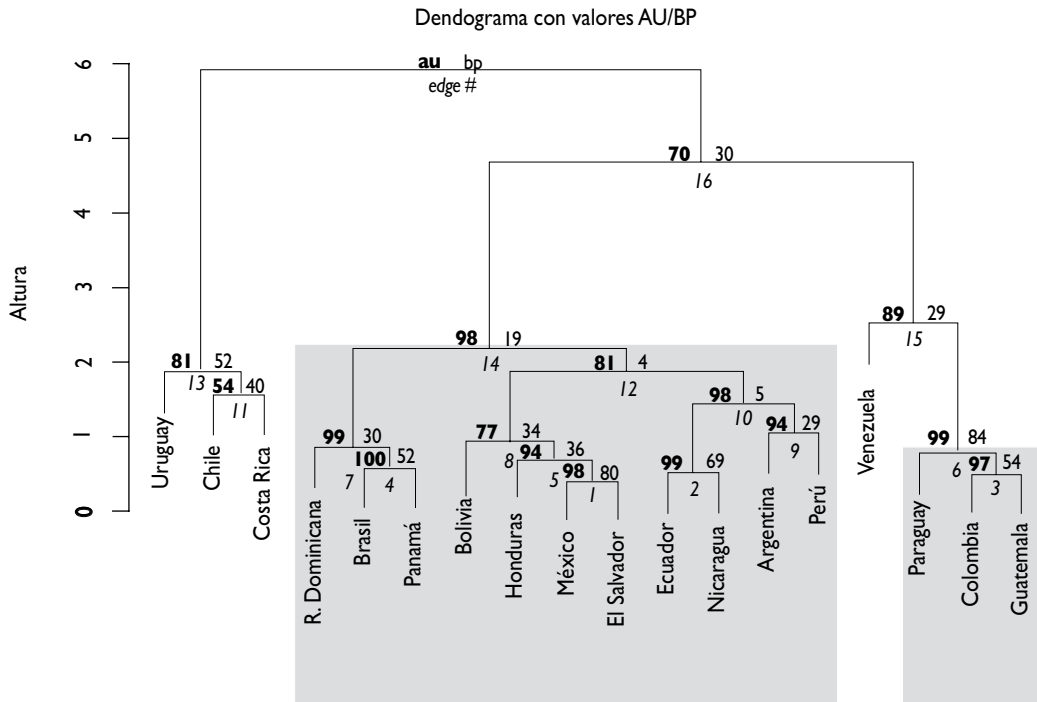 Dendograma con valores AU/BP
au bp
edge #
Altura
6
5
4
3
2
1
0
70 30
16
89 29
15
98 19
14
81 52
13
81 4
12
54 40
11
98 5
10
94 29
9
77 34
8
99 30
7
99 84
6
94 36
5
100 52
4
97 54
3
99 69
2
98 80
1
Uruguay
Chile
Costa Rica
R. Dominicana
Brasil
Panamá
Bolivia
Honduras
México
El Salvador
Ecuador
Nicaragua
Argentina
Perú
Venezuela
Paraguay
Colombia
Guatemala